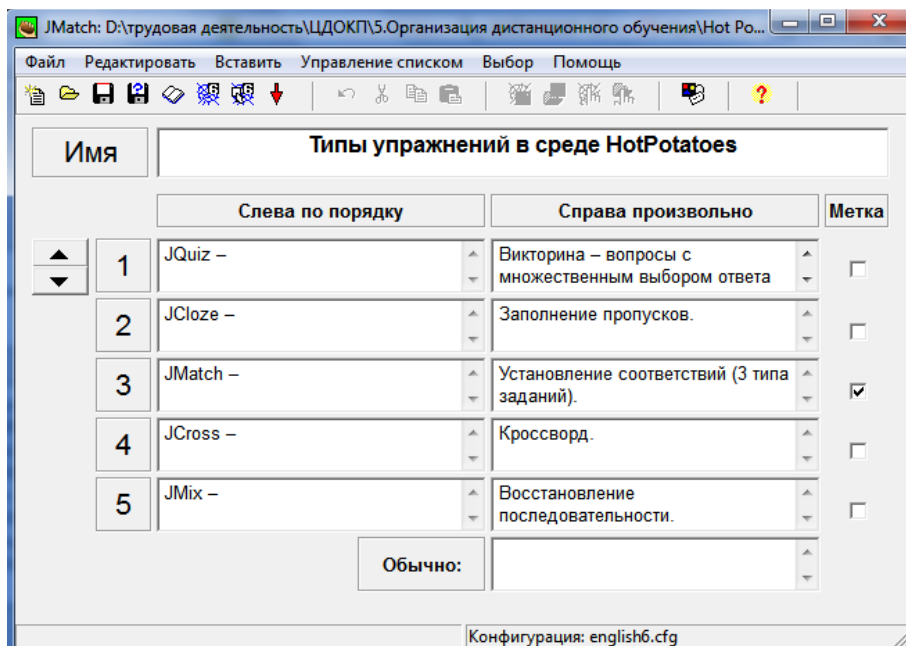 JMatch: D:\трудовая деятельность\ЦДОКП\5.Организация дистанционного обучения\Hot Po...
Файл Редактировать Вставить Управление списком Выбор Помощь
Имя Типы упражнений в среде HotPotatoes
Слева по порядку Справа произвольно Метка
1 JQuiz – Викторина – вопросы с
множественным выбором ответа
2 JCloze – Заполнение пропусков.
3 JMatch – Установление соответствий (3 типа
заданий).
4 JCross – Кроссворд.
5 JMix – Восстановление
последовательности.
Обычно:
Конфигурация: english6.cfg